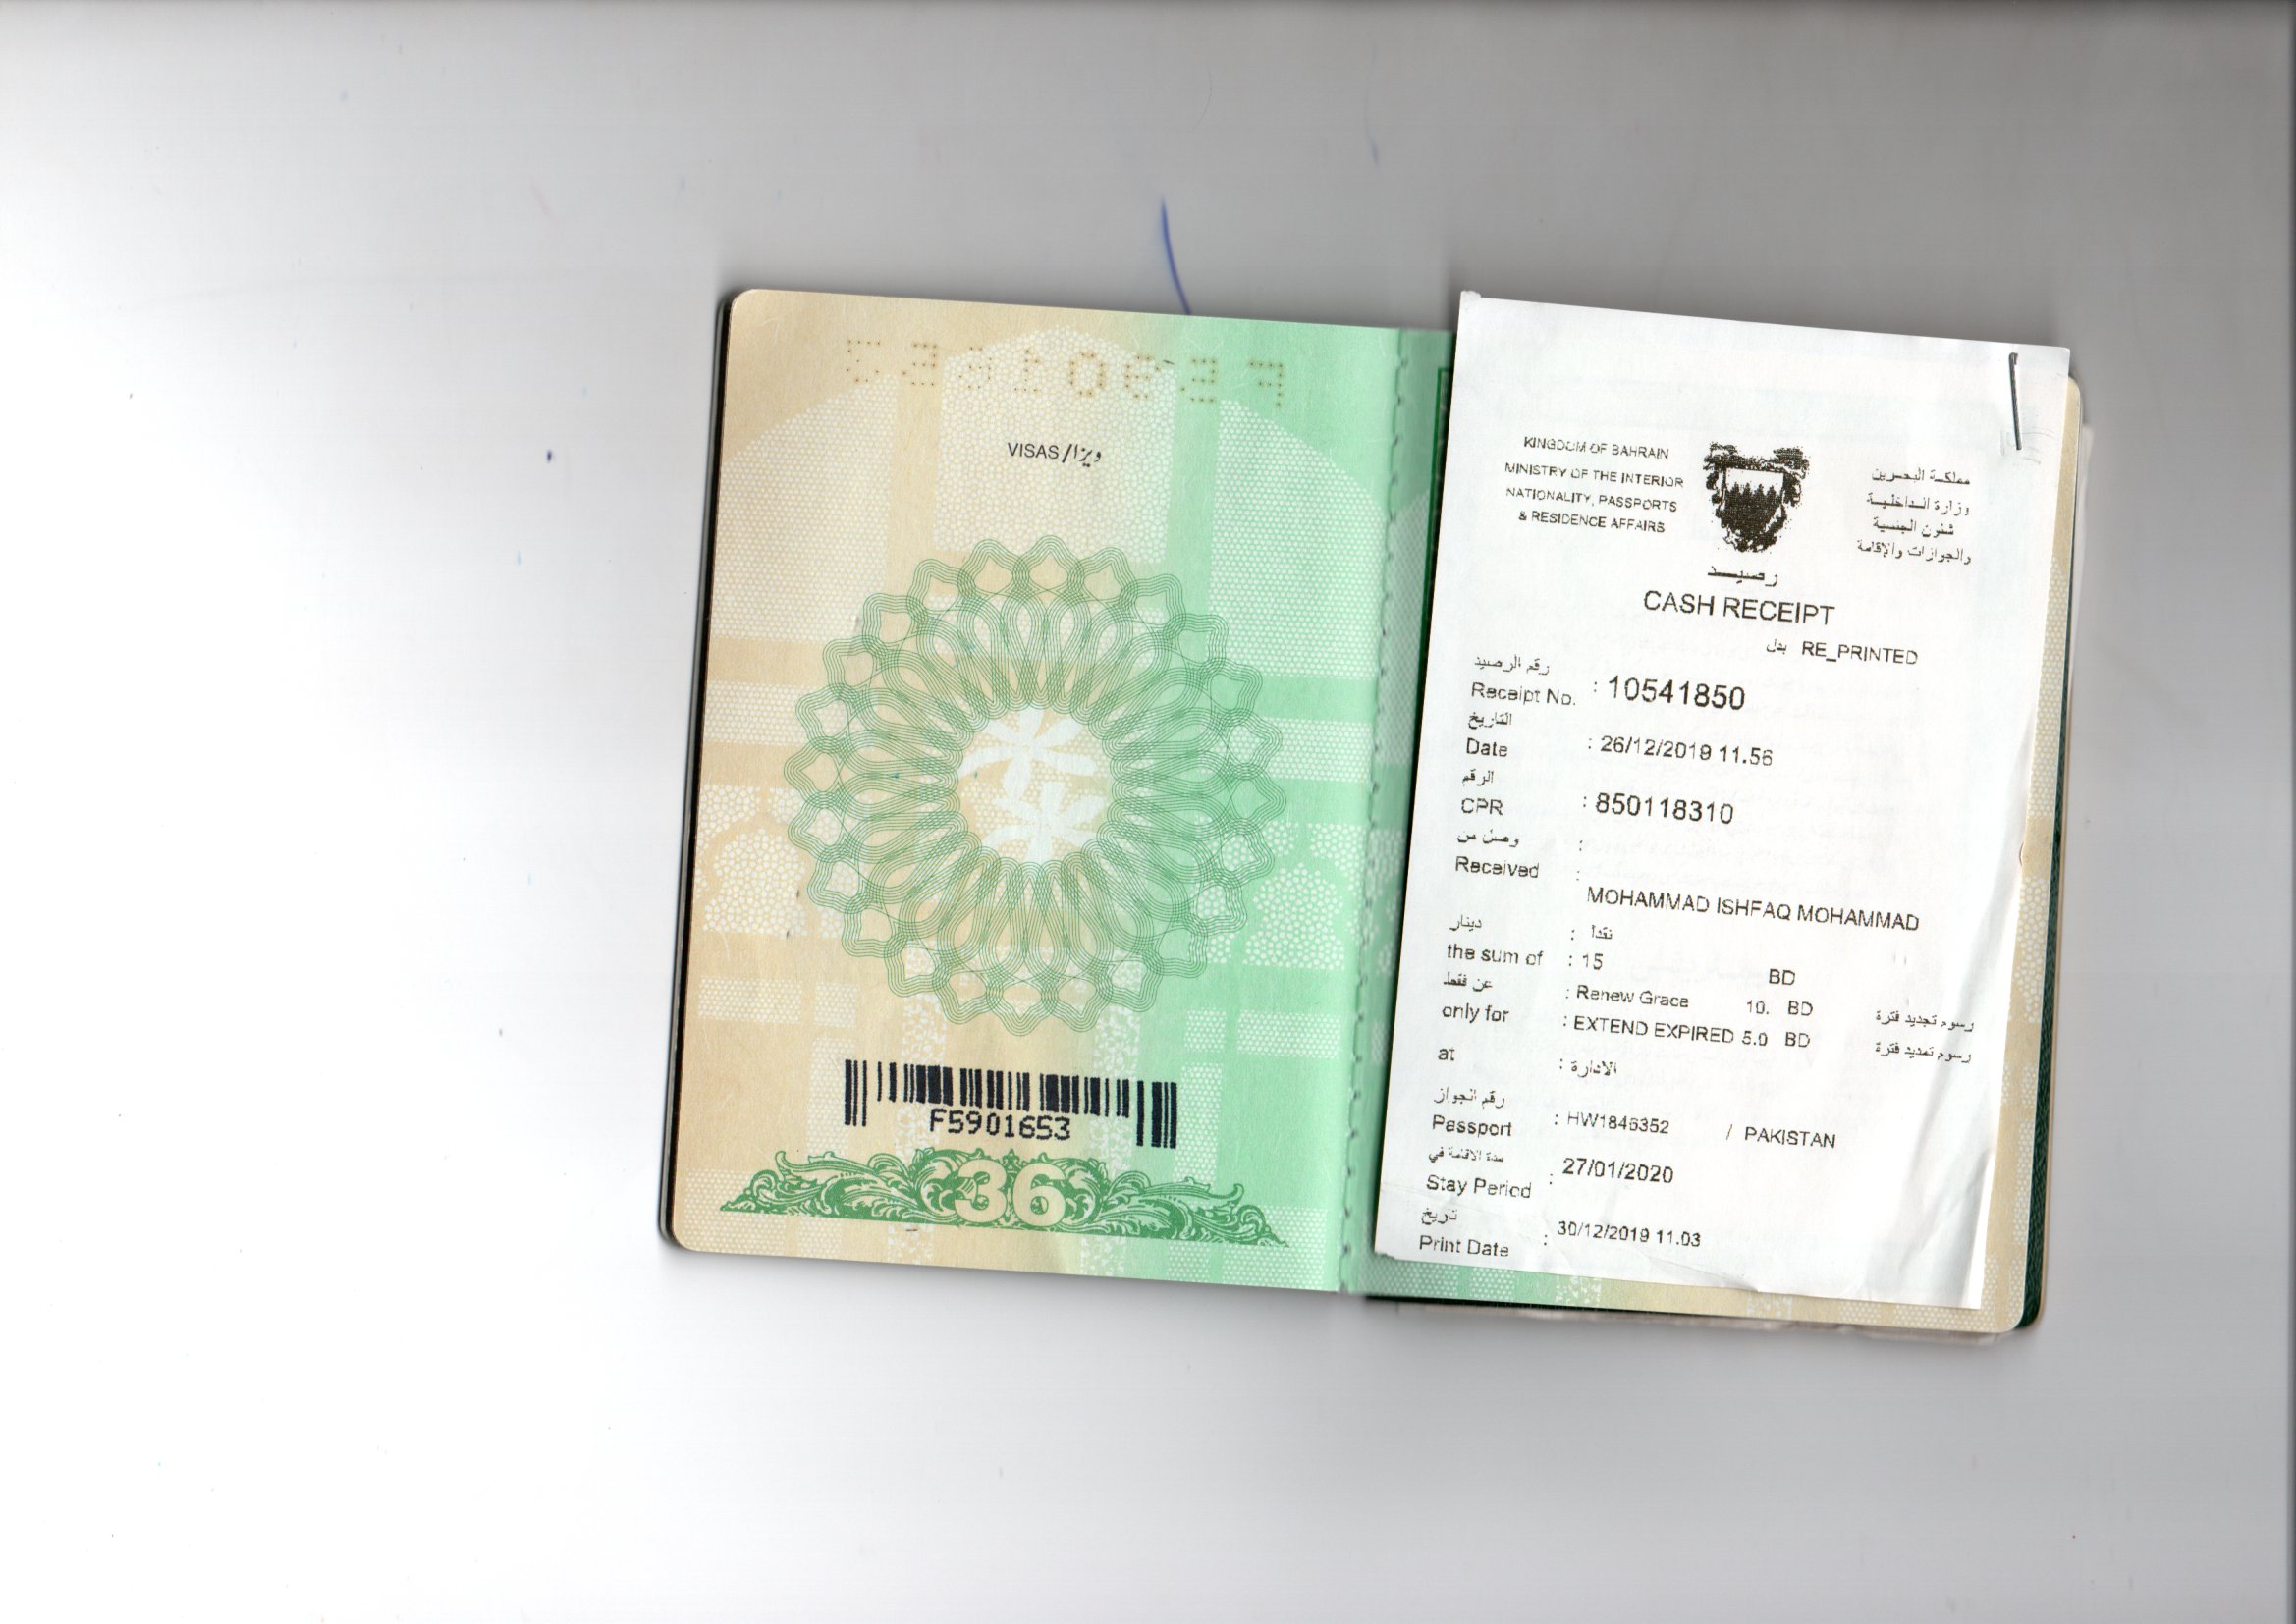 VISAS/ویزا
F5901653
36
KINGDOM OF BAHRAIN
MINISTRY OF THE INTERIOR
NATIONALITY, PASSPORTS
& RESIDENCE AFFAIRS
مملكة البحرين
وزارة الداخلية
شئون الجنسية
والجوازات والإقامة
رصيد
CASH RECEIPT
بدل RE_PRINTED
رقم الرصيد
Receipt No. : 10541850
التاريخ
Date : 26/12/2019 11.56
الرقم
CPR : 850118310
وصل من :
Received :
MOHAMMAD ISHFAQ MOHAMMAD
دينار : نقدا
the sum of : 15 BD
عن فقط : Renew Grace 10. BD رسوم تجديد فترة
only for : EXTEND EXPIRED 5.0 BD رسوم تمديد فترة
at : الادارة
رقم الجواز
Passport : HW1846352 / PAKISTAN
مدة الاقامة في
Stay Period : 27/01/2020
تاريخ
Print Date : 30/12/2019 11.03